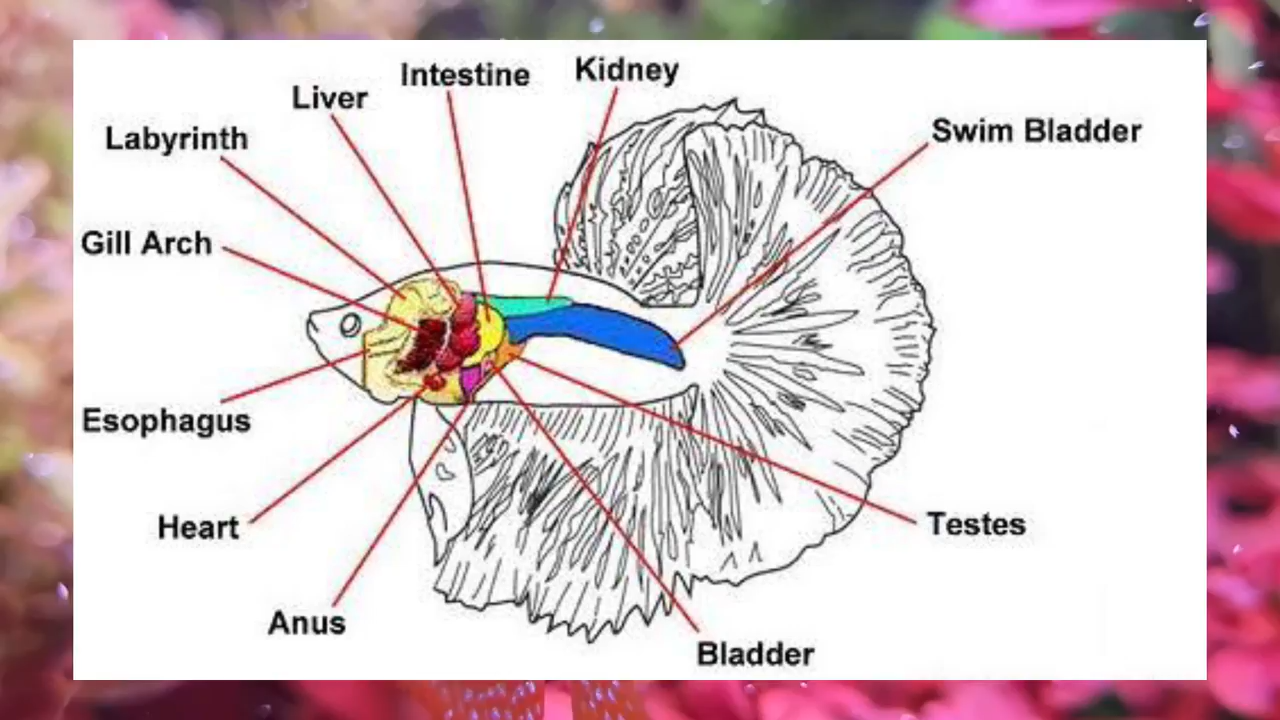 Intestine
Kidney
Liver
Labyrinth
Swim Bladder
Gill Arch
Esophagus
Heart
Testes
Anus
Bladder